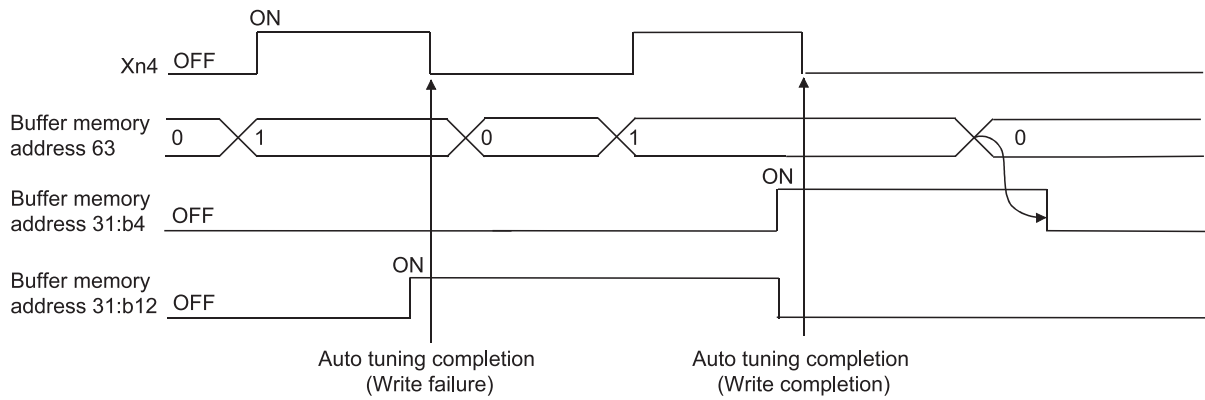 ON
Xn4 OFF
Buffer memory
address 63
0 1 0 1 0
Buffer memory
address 31:b4
OFF
ON
Buffer memory
address 31:b12
OFF
ON
Auto tuning completion
(Write failure)
Auto tuning completion
(Write completion)